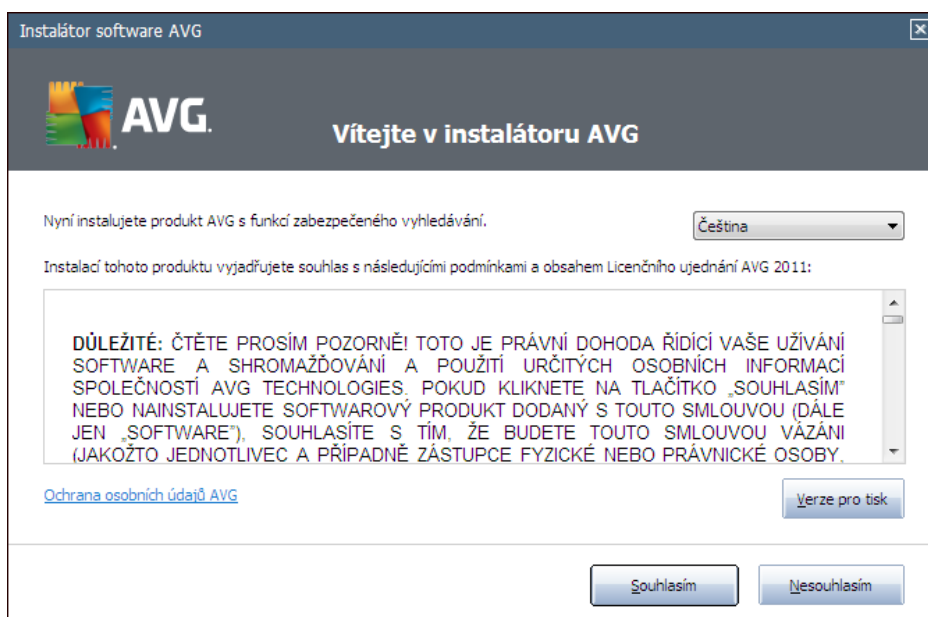 Instalátor software AVG
AVG.
Vítejte v instalátoru AVG
Nyní instalujete produkt AVG s funkcí zabezpečeného vyhledávání.
Čeština
Instalací tohoto produktu vyjadřujete souhlas s následujícími podmínkami a obsahem Licenčního ujednání AVG 2011:
DŮLEŽITÉ: ČTĚTE PROSÍM POZORNĚ! TOTO JE PRÁVNÍ DOHODA ŘÍDÍCÍ VAŠE UŽÍVÁNÍ
SOFTWARE A SHROMAŽĎOVÁNÍ A POUŽITÍ URČITÝCH OSOBNÍCH INFORMACÍ
SPOLEČNOSTÍ AVG TECHNOLOGIES. POKUD KLIKNETE NA TLAČÍTKO „SOUHLASÍM"
NEBO NAINSTALUJETE SOFTWAROVÝ PRODUKT DODANÝ S TOUTO SMLOUVOU (DÁLE
JEN „SOFTWARE"), SOUHLASÍTE S TÍM, ŽE BUDETE TOUTO SMLOUVOU VÁZÁNI
(JAKOŽTO JEDNOTLIVEC A PŘÍPADNĚ ZÁSTUPCE FYZICKÉ NEBO PRÁVNICKÉ OSOBY,
Ochrana osobních údajů AVG
Verze pro tisk
Souhlasím
Nesouhlasím